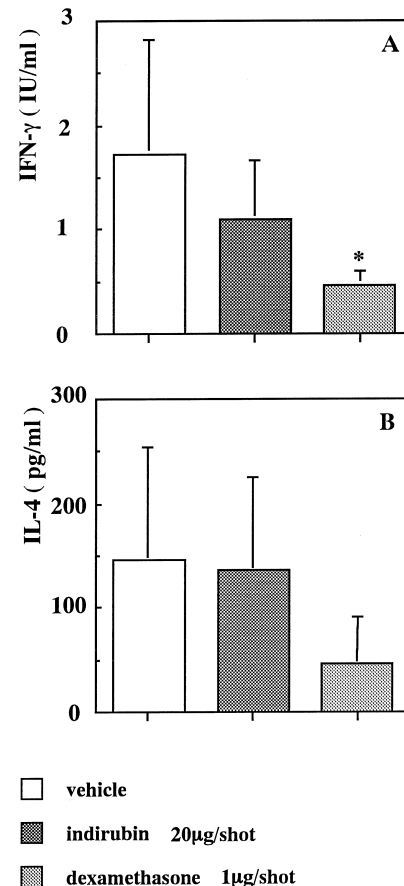 A
IFN-γ ( IU/ml )
3
2
1
0
*
B
IL-4 ( pg/ml )
300
200
100
0
vehicle
indirubin 20μg/shot
dexamethasone 1μg/shot